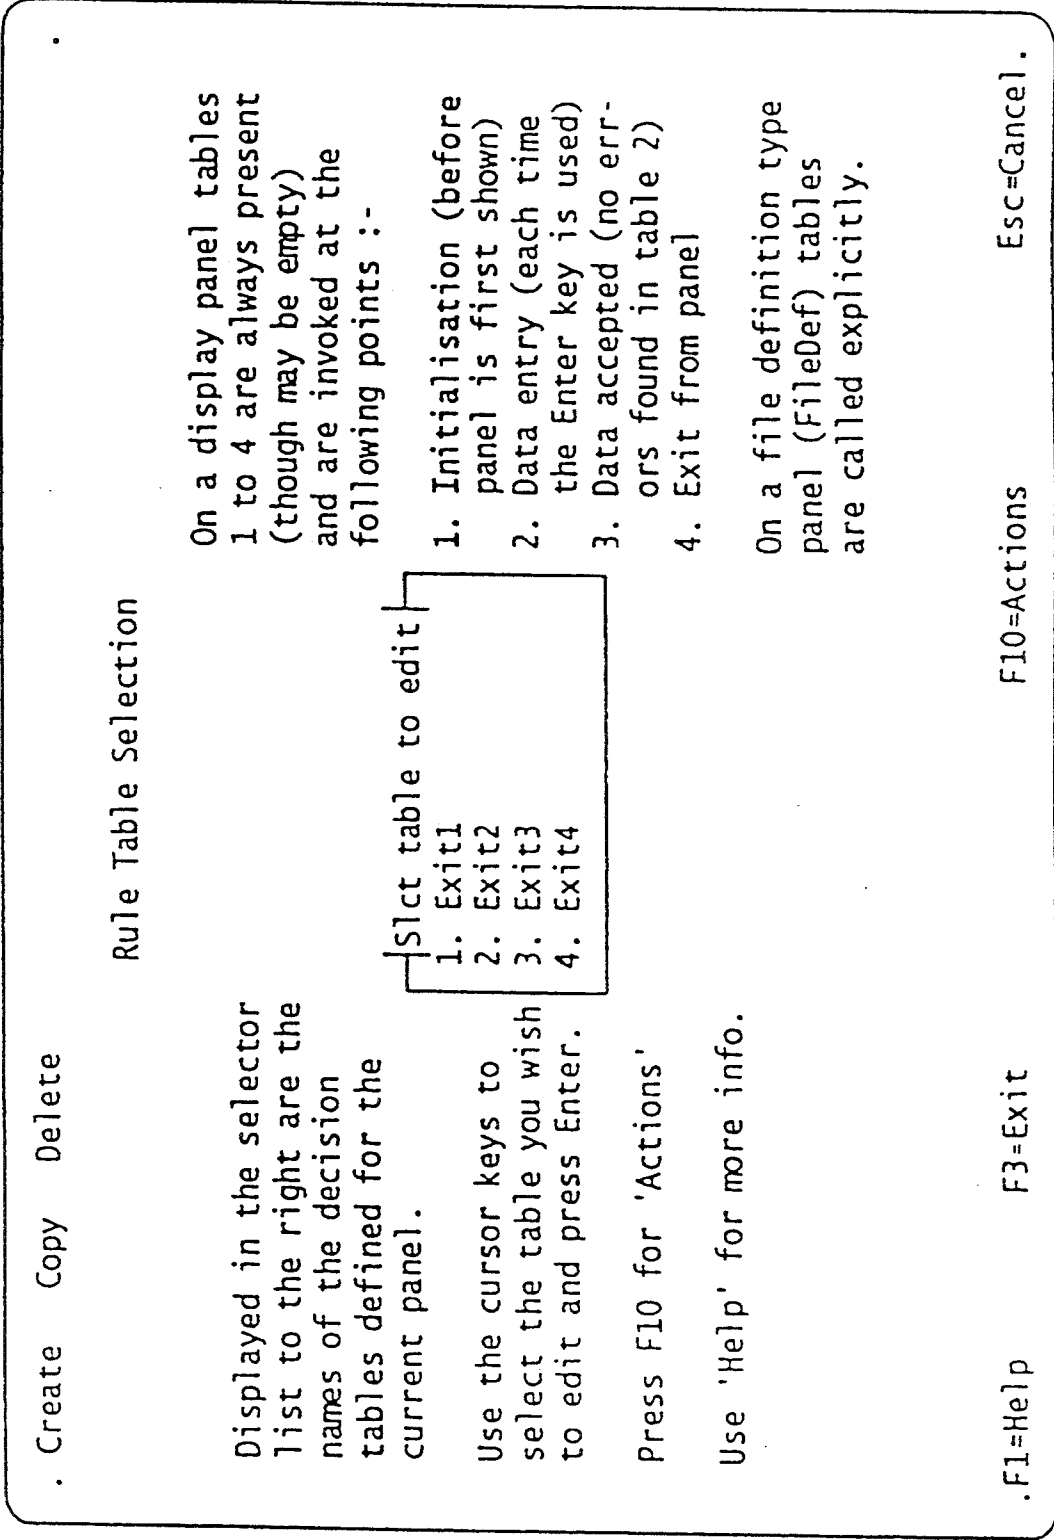 . Create   Copy   Delete   .
Rule Table Selection
Displayed in the selector
list to the right are the
names of the decision
tables defined for the
current panel.
Use the cursor keys to
select the table you wish
to edit and press Enter.
Press F10 for 'Actions'
Use 'Help' for more info.
Slct table to edit
1. Exit1
2. Exit2
3. Exit3
4. Exit4
On a display panel tables
1 to 4 are always present
(though may be empty)
and are invoked at the
following points :-
1. Initialisation (before
panel is first shown)
2. Data entry (each time
the Enter key is used)
3. Data accepted (no err-
ors found in table 2)
4. Exit from panel
On a file definition type
panel (FileDef) tables
are called explicitly.
.F1=Help   F3=Exit   F10=Actions   Esc=Cancel.